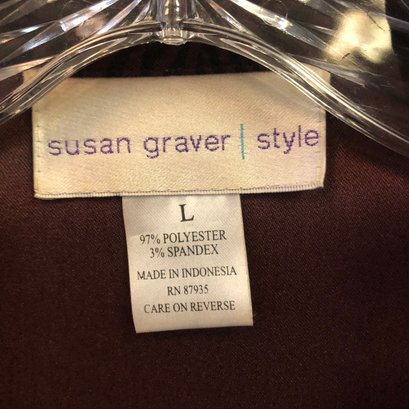 susan graver | style
L
97% POLYESTER
3% SPANDEX
MADE IN INDONESIA
RN 87935
CARE ON REVERSE